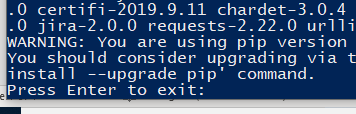 .0 certifi-2019.9.11 chardet-3.0.4
.0 jira-2.0.0 requests-2.22.0 urlli
WARNING: You are using pip version
You should consider upgrading via t
install --upgrade pip' command.
Press Enter to exit: